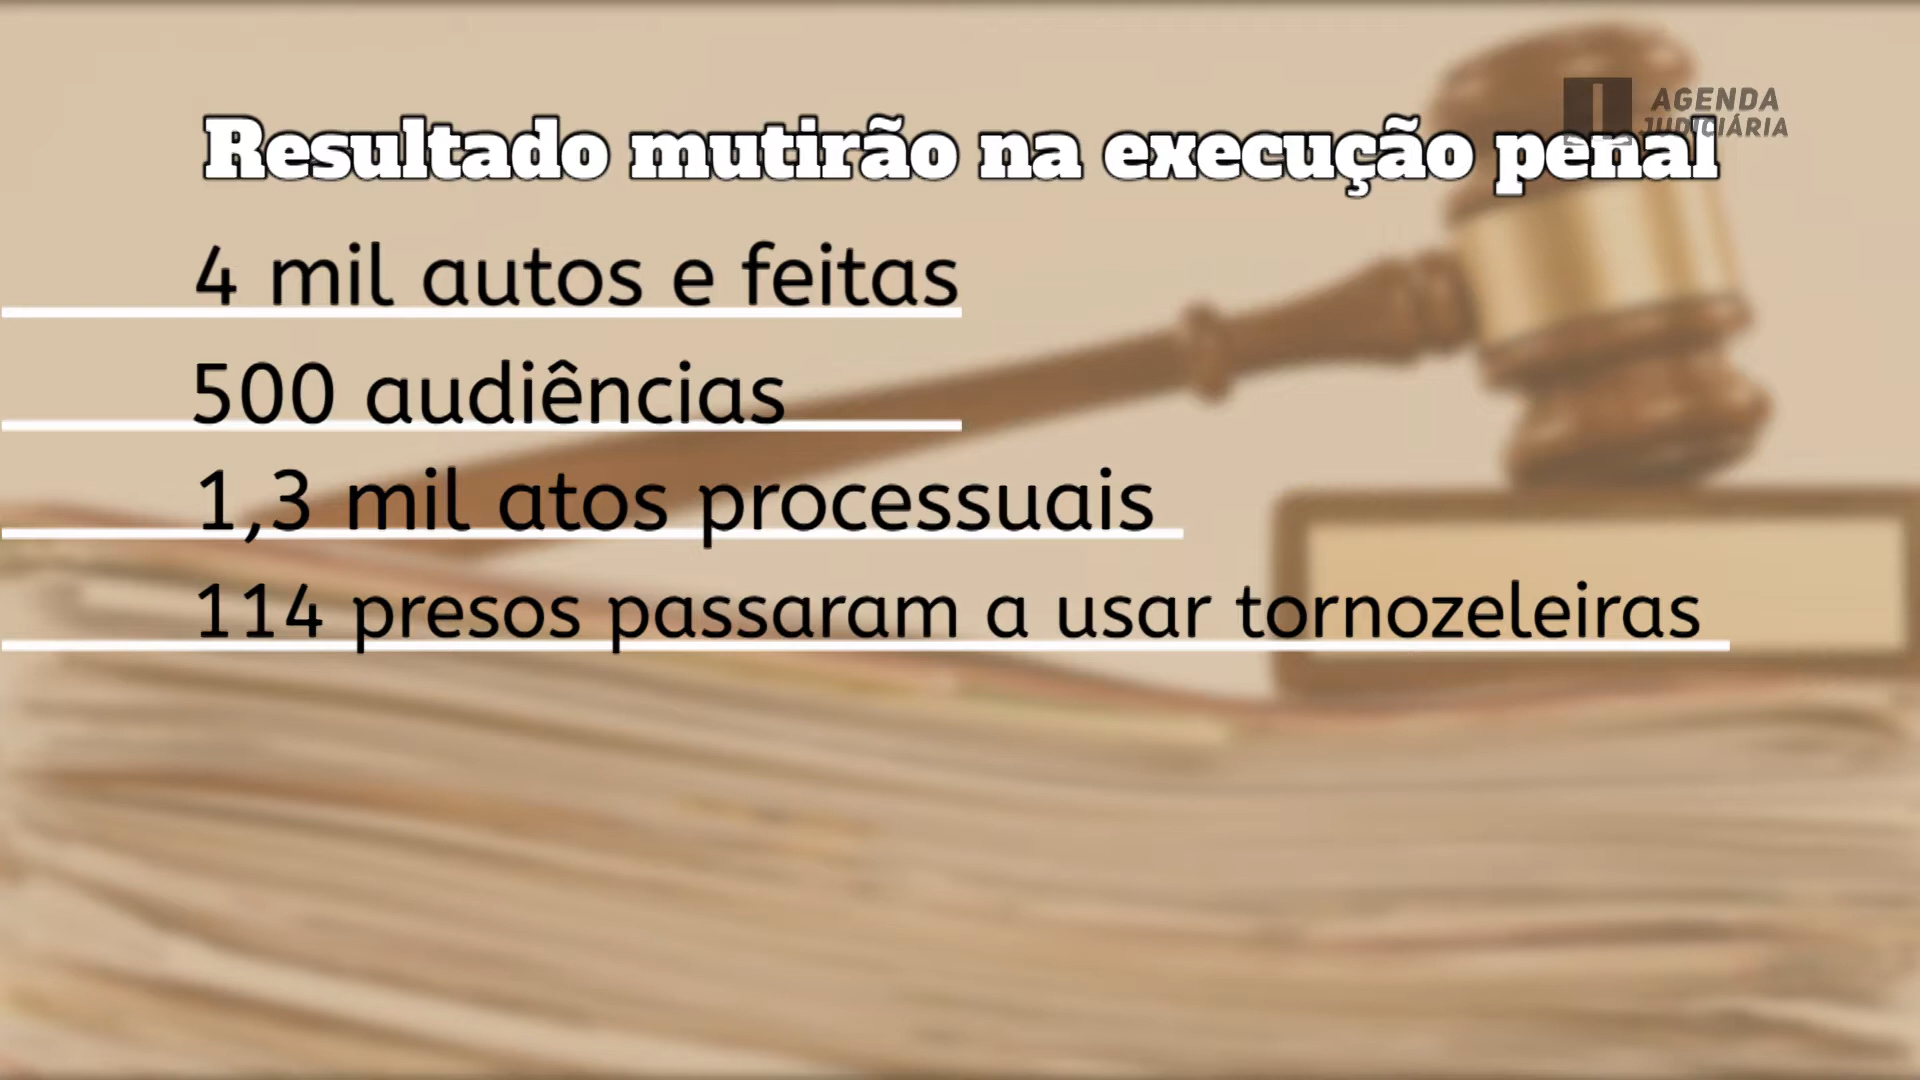 AGENDA
JUDICIÁRIA
Resultado mutirão na execução penal
4 mil autos e feitas
500 audiências
1,3 mil atos processuais
114 presos passaram a usar tornozeleiras